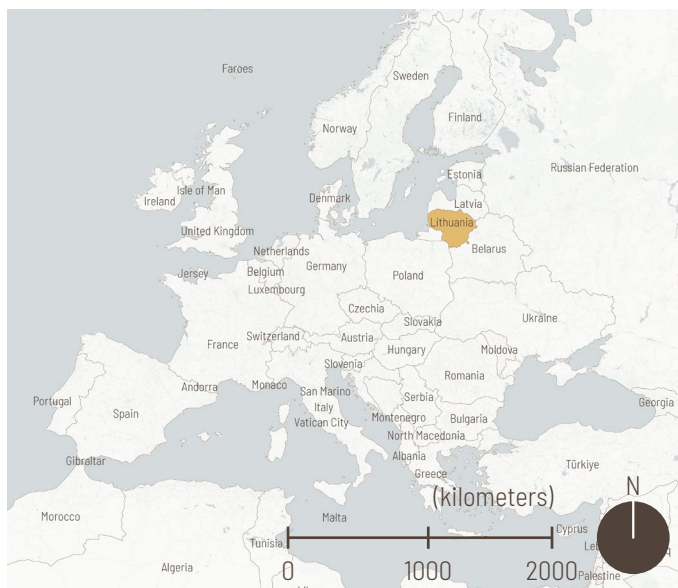 Faroes
Sweden
Finland
Norway
Russian Federation
Estonia
Isle of Man
Ireland
Denmark
Latvia
Lithuania
United Kingdom
Belarus
Netherlands
Germany
Jersey
Belgium
Poland
Luxembourg
Czechia
Ukraine
Slovakia
Switzerland
Austria
France
Hungary
Moldova
Slovenia
Romania
Andorra
Monaco
San Marino
Portugal
Serbia
Georgia
Italy
Spain
Montenegro
Bulgaria
Vatican City
North Macedonia
Albania
Gibraltar
Türkiye
Greece
N
(kilometers)
Morocco
Malta
Cyprus
Tunisia
Leb
q
Algeria
0
1000
2000
Palestine